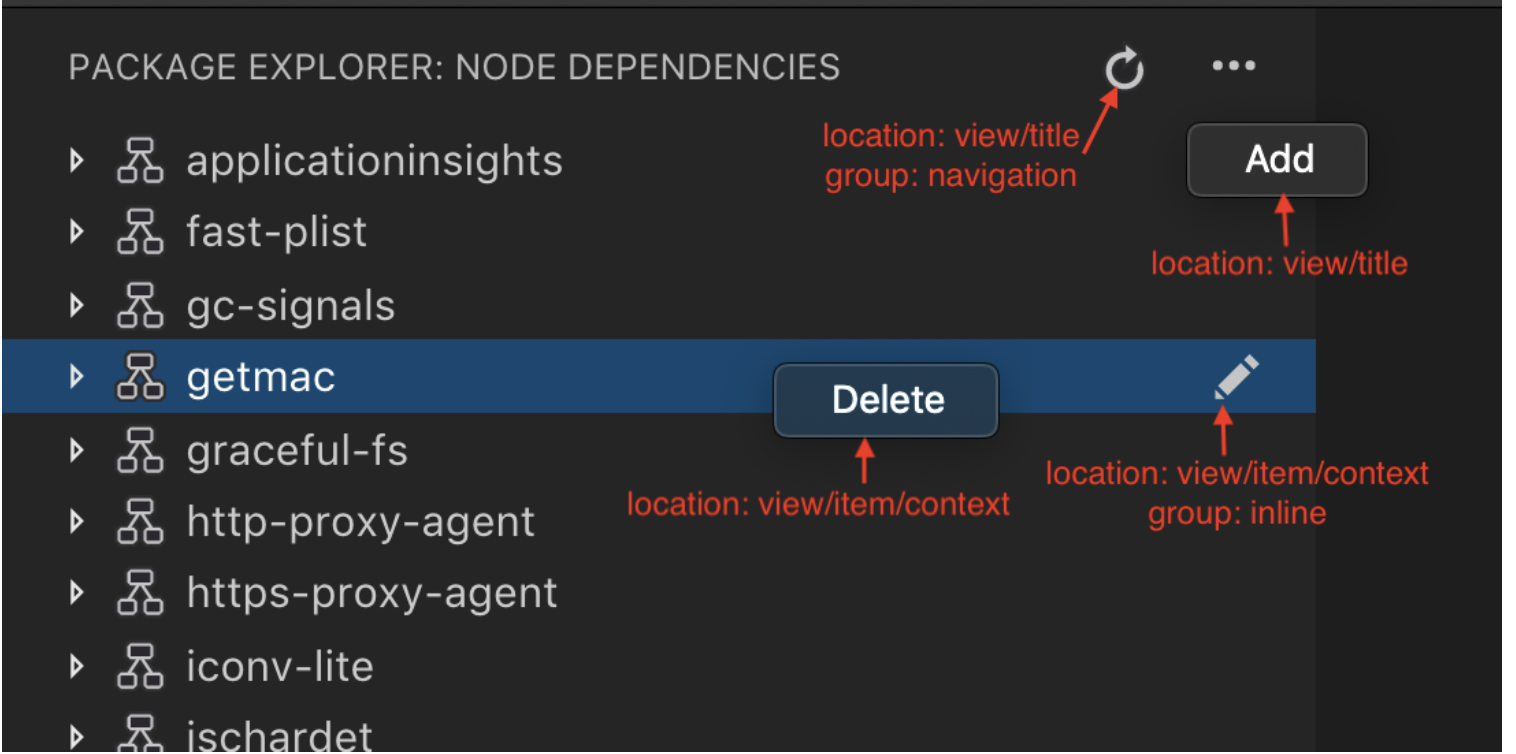 PACKAGE EXPLORER: NODE DEPENDENCIES
location: view/title
group: navigation
Add
location: view/title
applicationinsights
fast-plist
gc-signals
getmac
Delete
location: view/item/context
location: view/item/context
group: inline
graceful-fs
http-proxy-agent
https-proxy-agent
iconv-lite
jschardet